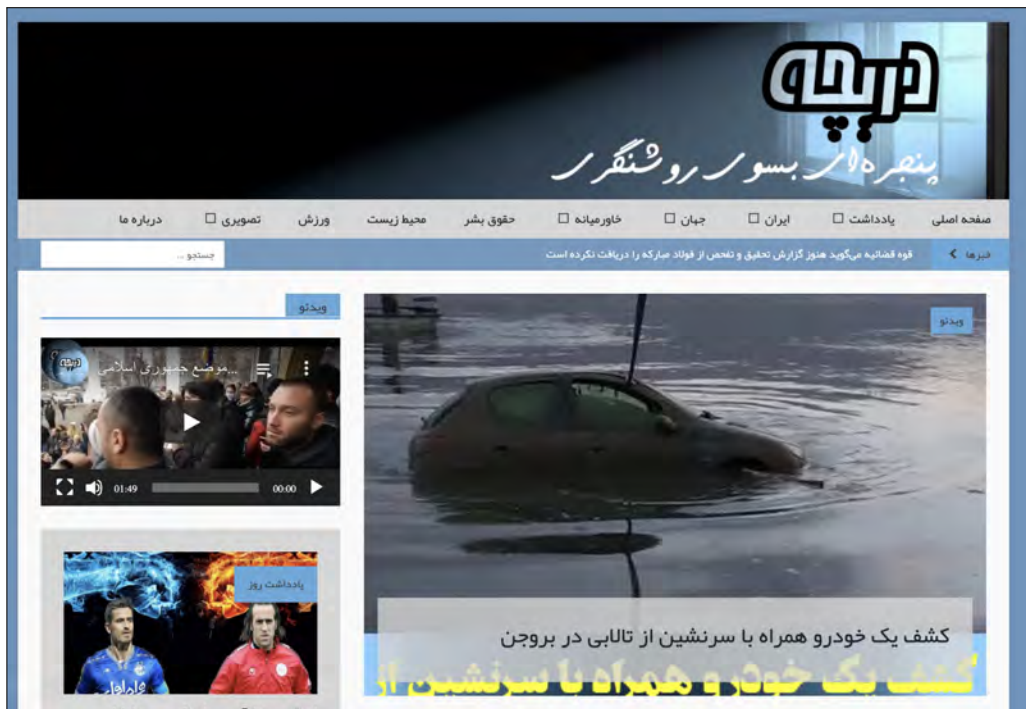 دریچه
پنجره‌ای بسوی روشنگری
صفحه اصلی یادداشت ایران جهان خاورمیانه حقوق بشر محیط زیست ورزش تصویری درباره ما
خبرها قوه قضائیه می‌گوید هنوز گزارش تحقیق و تفحص از فولاد مبارکه را دریافت نکرده است
جستجو ..
ویدئو
کشف یک خودرو همراه با سرنشین از تالابی در بروجن
کشف یک خودرو همراه با سرنشین از
ویدئو
دریچه
...موضع جمهوری اسلامی
01:49 00:00
یادداشت روز